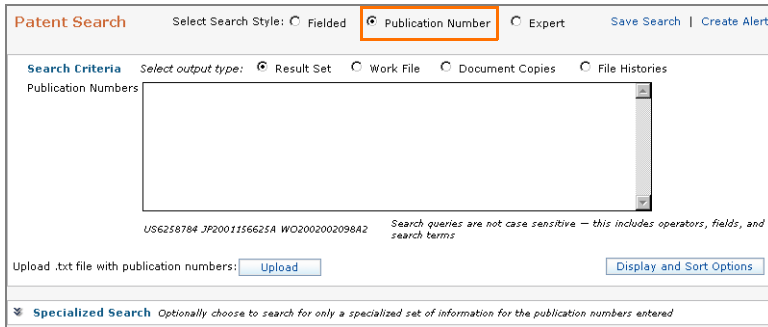 Patent Search Select Search Style: Fielded Publication Number Expert Save Search | Create Alert
Search Criteria Select output type: Result Set Work File Document Copies File Histories
Publication Numbers
US6258784 JP2001156625A WO2002002098A2 Search queries are not case sensitive — this includes operators, fields, and
search terms
Upload .txt file with publication numbers: Upload Display and Sort Options
Specialized Search Optionally choose to search for only a specialized set of information for the publication numbers entered